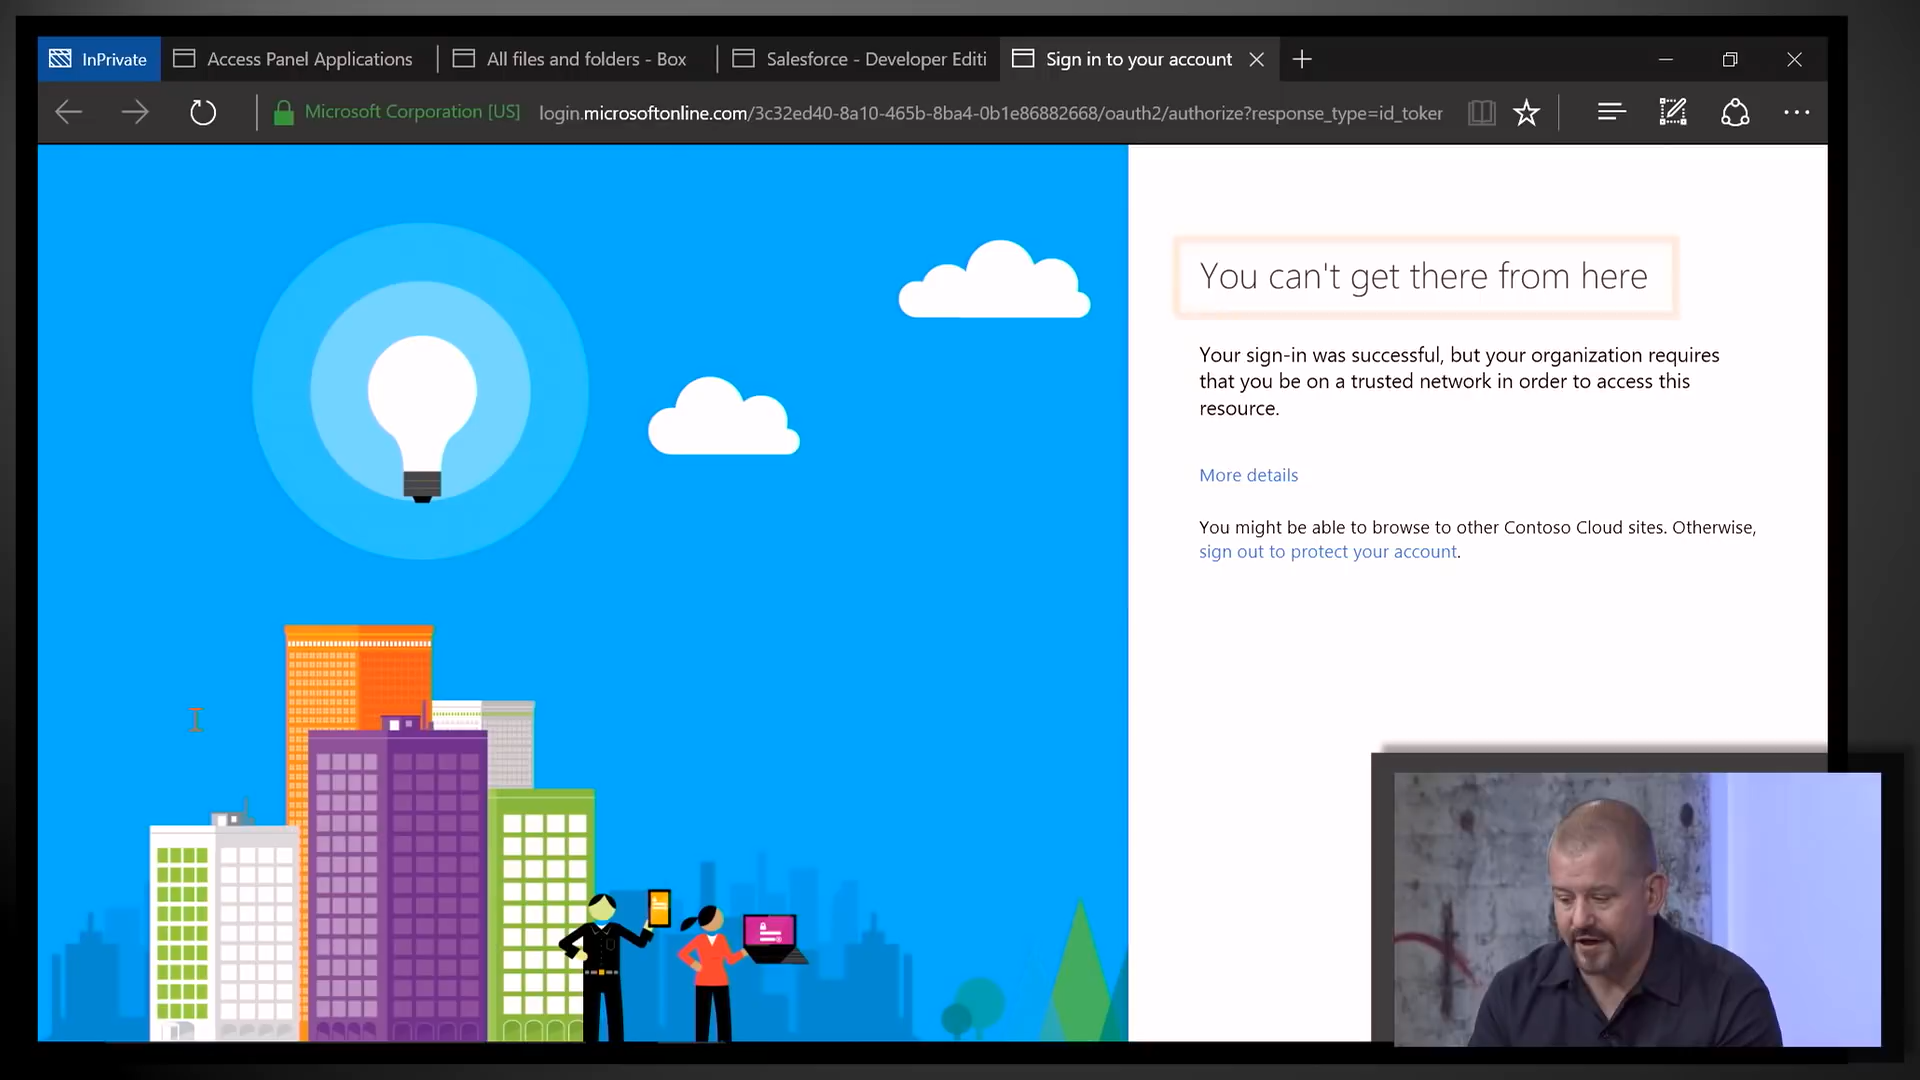 InPrivate
Access Panel Applications
All files and folders - Box
Salesforce - Developer Editi
Sign in to your account
Microsoft Corporation [US]
login.microsoftonline.com/3c32ed40-8a10-465b-8ba4-0b1e86882668/oauth2/authorize?response_type=id_toker
You can't get there from here
Your sign-in was successful, but your organization requires
that you be on a trusted network in order to access this
resource.
More details
You might be able to browse to other Contoso Cloud sites. Otherwise,
sign out to protect your account.